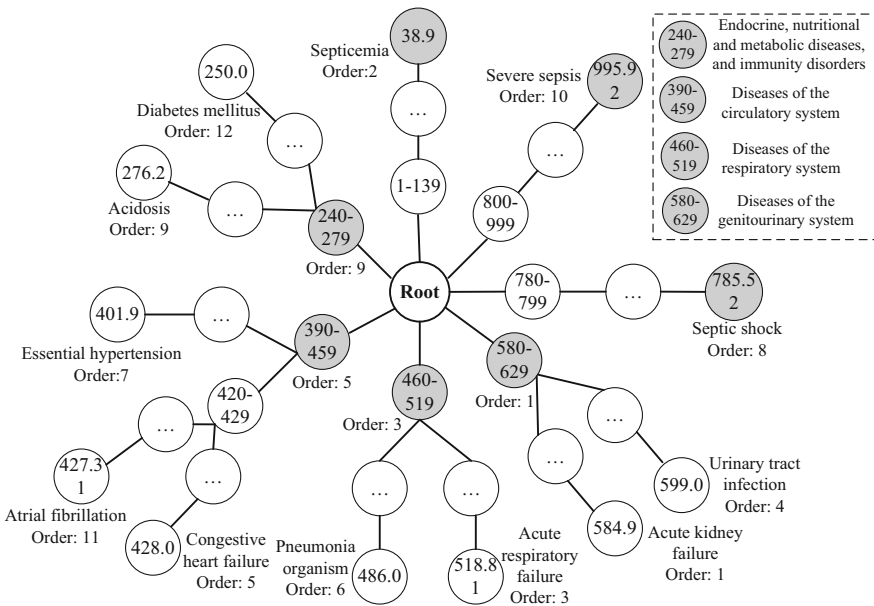 38.9
Septicemia
Order:2
...
1-139
250.0
Diabetes mellitus
Order: 12
...
276.2
Acidosis
Order: 9
...
240-
279
Order: 9
Severe sepsis
Order: 10
995.9
2
...
800-
999
240-
279
Endocrine, nutritional
and metabolic diseases,
and immunity disorders
390-
459
Diseases of the
circulatory system
460-
519
Diseases of the
respiratory system
580-
629
Diseases of the
genitourinary system
Root
780-
799
...
785.5
2
Septic shock
Order: 8
401.9
Essential hypertension
Order:7
...
390-
459
Order: 5
420-
429
...
427.3
1
Atrial fibrillation
Order: 11
...
428.0
Congestive
heart failure
Order: 5
460-
519
Order: 3
...
486.0
Pneumonia
organism
Order: 6
...
518.8
1
Acute
respiratory
failure
Order: 3
580-
629
Order: 1
...
584.9
Acute kidney
failure
Order: 1
...
599.0
Urinary tract
infection
Order: 4